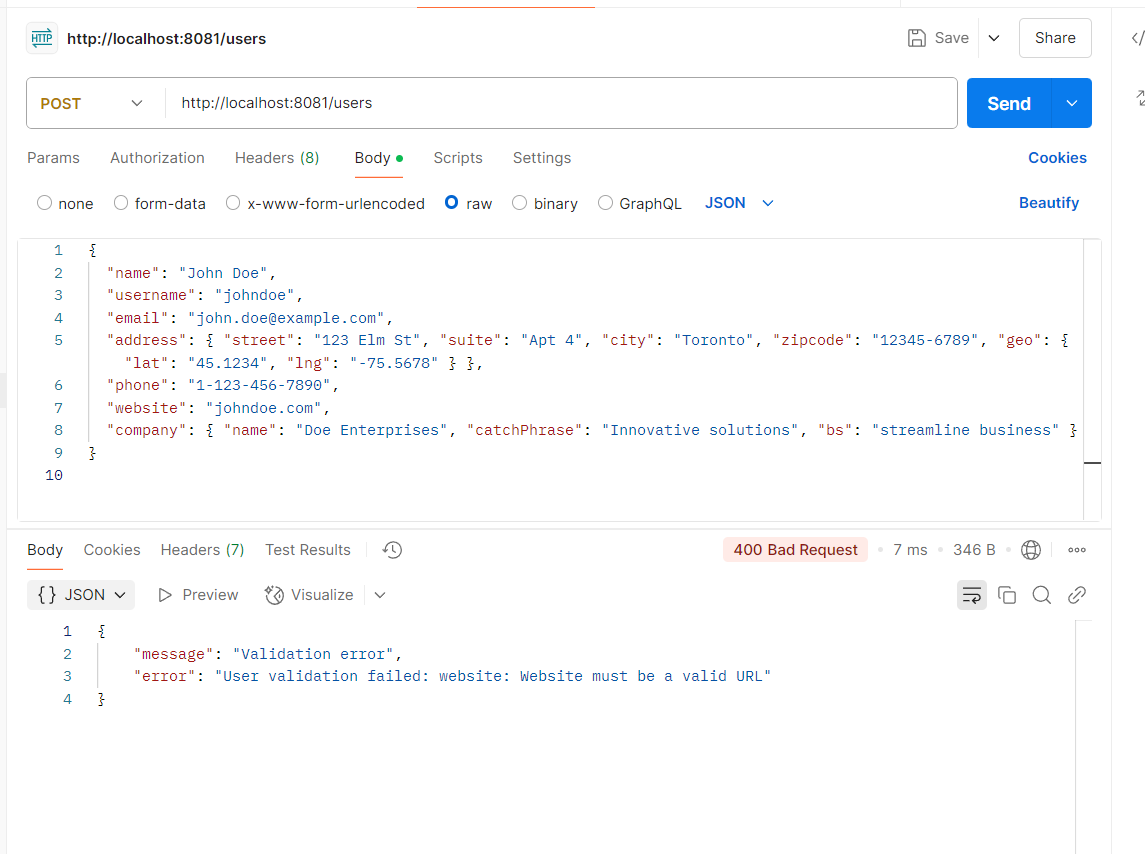 HTTP http://localhost:8081/users Save Share
POST http://localhost:8081/users Send
Params Authorization Headers (8) Body Scripts Settings Cookies
none form-data x-www-form-urlencoded raw binary GraphQL JSON Beautify
1 {
2 "name": "John Doe",
3 "username": "johndoe",
4 "email": "john.doe@example.com",
5 "address": { "street": "123 Elm St", "suite": "Apt 4", "city": "Toronto", "zipcode": "12345-6789", "geo": {
"lat": "45.1234", "lng": "-75.5678" } },
6 "phone": "1-123-456-7890",
7 "website": "johndoe.com",
8 "company": { "name": "Doe Enterprises", "catchPhrase": "Innovative solutions", "bs": "streamline business" }
9 }
10
Body Cookies Headers (7) Test Results 400 Bad Request • 7 ms • 346 B •
{} JSON Preview Visualize
1 {
2 "message": "Validation error",
3 "error": "User validation failed: website: Website must be a valid URL"
4 }